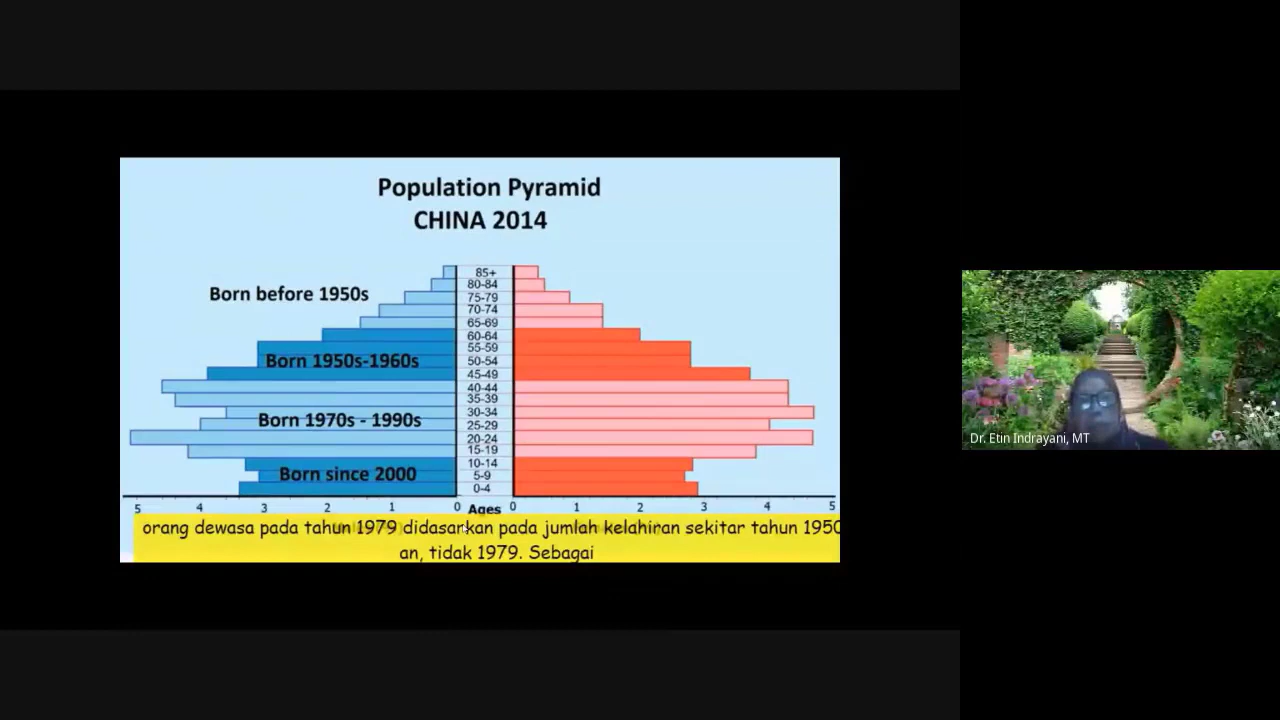 Population Pyramid
CHINA 2014
Born before 1950s
Born 1950s-1960s
Born 1970s - 1990s
Born since 2000
85+
80-84
75-79
70-74
65-69
60-64
55-59
50-54
45-49
40-44
35-39
30-34
25-29
20-24
15-19
10-14
5-9
0-4
5 4 3 2 1 0 Ages 0 1 2 3 4 5
orang dewasa pada tahun 1979 didasarkan pada jumlah kelahiran sekitar tahun 1950
an, tidak 1979. Sebagai
Dr. Etin Indrayani, MT